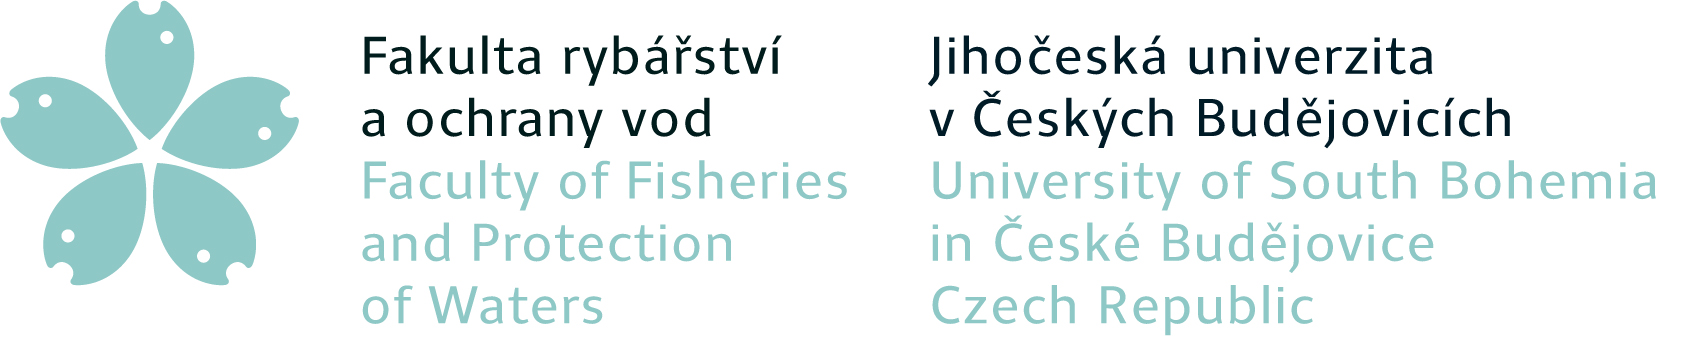 Fakulta rybářství
a ochrany vod
Faculty of Fisheries
and Protection
of Waters
Jihočeská univerzita
v Českých Budějovicích
University of South Bohemia
in České Budějovice
Czech Republic